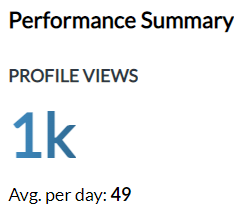 Performance Summary
PROFILE VIEWS
1k
Avg. per day: 49